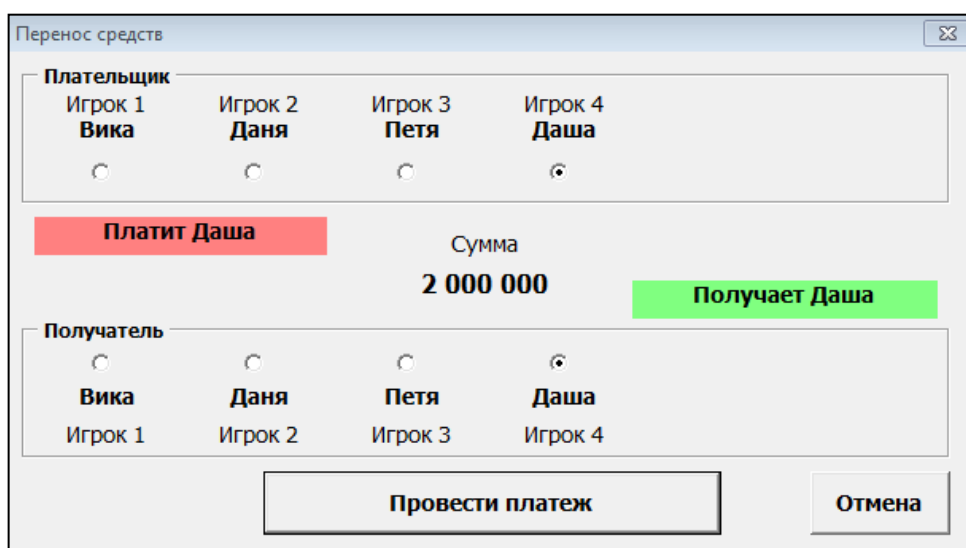 Перенос средств
Плательщик
Игрок 1 Игрок 2 Игрок 3 Игрок 4
Вика Даня Петя Даша
Платит Даша
Сумма
2 000 000
Получает Даша
Получатель
Вика Даня Петя Даша
Игрок 1 Игрок 2 Игрок 3 Игрок 4
Провести платеж Отмена